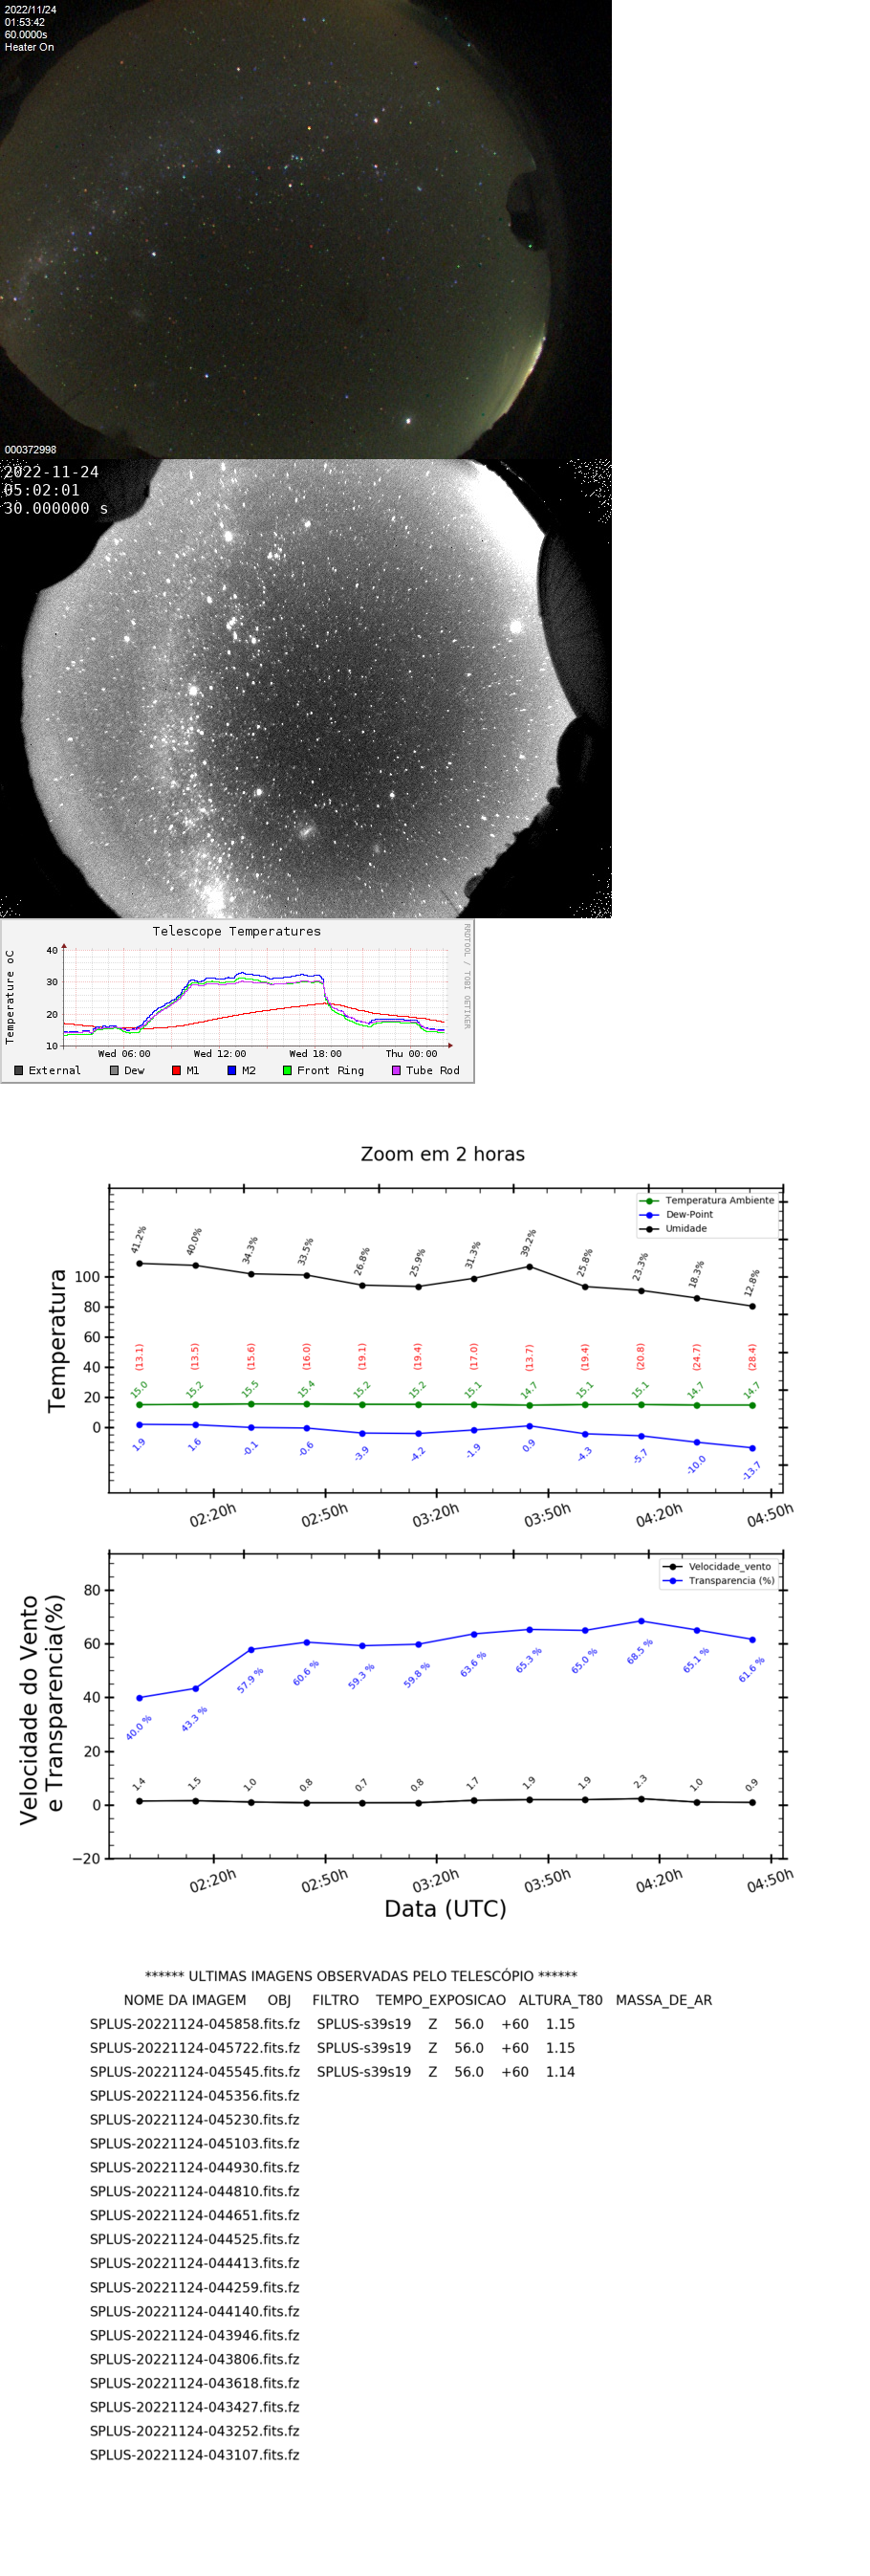 2022/11/24
01:53:42
60.0000s
Heater On
000372998
2022-11-24
05:02:01
30.000000 s
Telescope Temperatures
RRDTOOL / TOBI OETIKER
Temperature oC
40
30
20
10
Wed 06:00 Wed 12:00 Wed 18:00 Thu 00:00
External Dew M1 M2 Front Ring Tube Rod
Zoom em 2 horas
Temperatura Ambiente
Dew-Point
Umidade
Temperatura
100
80
60
40
20
0
41.2% 40.0% 34.3% 33.5% 26.8% 25.9% 31.3% 39.2% 25.8% 23.3% 18.3% 12.8%
(13.1) (13.5) (15.6) (16.0) (19.1) (19.4) (17.0) (13.7) (19.4) (20.8) (24.7) (28.4)
15.0 15.2 15.5 15.4 15.2 15.2 15.1 14.7 15.1 15.1 14.7 14.7
1.9 1.6 -0.1 -0.6 -3.9 -4.2 -1.9 0.9 -4.3 -5.7 -10.0 -13.7
02:20h 02:50h 03:20h 03:50h 04:20h 04:50h
Velocidade_vento
Transparencia (%)
Velocidade do Vento
e Transparencia(%)
80
60
40
20
0
−20
40.0 % 43.3 % 57.9 % 60.6 % 59.3 % 59.8 % 63.6 % 65.3 % 65.0 % 68.5 % 65.1 % 61.6 %
1.4 1.5 1.0 0.8 0.7 0.8 1.7 1.9 1.9 2.3 1.0 0.9
02:20h 02:50h 03:20h 03:50h 04:20h 04:50h
Data (UTC)
****** ULTIMAS IMAGENS OBSERVADAS PELO TELESCÓPIO ******
NOME DA IMAGEM OBJ FILTRO TEMPO_EXPOSICAO ALTURA_T80 MASSA_DE_AR
SPLUS-20221124-045858.fits.fz SPLUS-s39s19 Z 56.0 +60 1.15
SPLUS-20221124-045722.fits.fz SPLUS-s39s19 Z 56.0 +60 1.15
SPLUS-20221124-045545.fits.fz SPLUS-s39s19 Z 56.0 +60 1.14
SPLUS-20221124-045356.fits.fz
SPLUS-20221124-045230.fits.fz
SPLUS-20221124-045103.fits.fz
SPLUS-20221124-044930.fits.fz
SPLUS-20221124-044810.fits.fz
SPLUS-20221124-044651.fits.fz
SPLUS-20221124-044525.fits.fz
SPLUS-20221124-044413.fits.fz
SPLUS-20221124-044259.fits.fz
SPLUS-20221124-044140.fits.fz
SPLUS-20221124-043946.fits.fz
SPLUS-20221124-043806.fits.fz
SPLUS-20221124-043618.fits.fz
SPLUS-20221124-043427.fits.fz
SPLUS-20221124-043252.fits.fz
SPLUS-20221124-043107.fits.fz